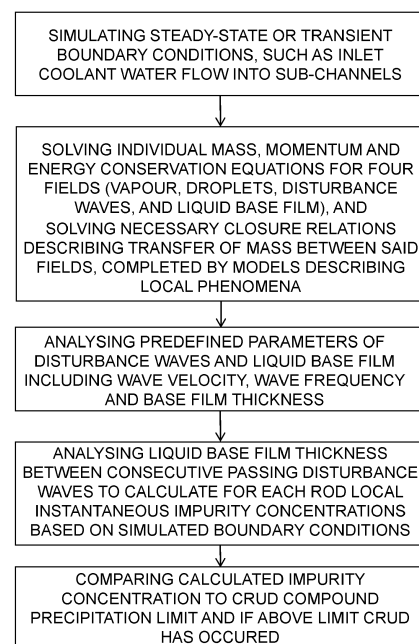 SIMULATING STEADY-STATE OR TRANSIENT
BOUNDARY CONDITIONS, SUCH AS INLET
COOLANT WATER FLOW INTO SUB-CHANNELS
SOLVING INDIVIDUAL MASS, MOMENTUM AND
ENERGY CONSERVATION EQUATIONS FOR FOUR
FIELDS (VAPOUR, DROPLETS, DISTURBANCE
WAVES, AND LIQUID BASE FILM), AND
SOLVING NECESSARY CLOSURE RELATIONS
DESCRIBING TRANSFER OF MASS BETWEEN SAID
FIELDS, COMPLETED BY MODELS DESCRIBING
LOCAL PHENOMENA
ANALYSING PREDEFINED PARAMETERS OF
DISTURBANCE WAVES AND LIQUID BASE FILM
INCLUDING WAVE VELOCITY, WAVE FREQUENCY
AND BASE FILM THICKNESS
ANALYSING LIQUID BASE FILM THICKNESS
BETWEEN CONSECUTIVE PASSING DISTURBANCE
WAVES TO CALCULATE FOR EACH ROD LOCAL
INSTANTANEOUS IMPURITY CONCENTRATIONS
BASED ON SIMULATED BOUNDARY CONDITIONS
COMPARING CALCULATED IMPURITY
CONCENTRATION TO CRUD COMPOUND
PRECIPITATION LIMIT AND IF ABOVE LIMIT CRUD
HAS OCCURED